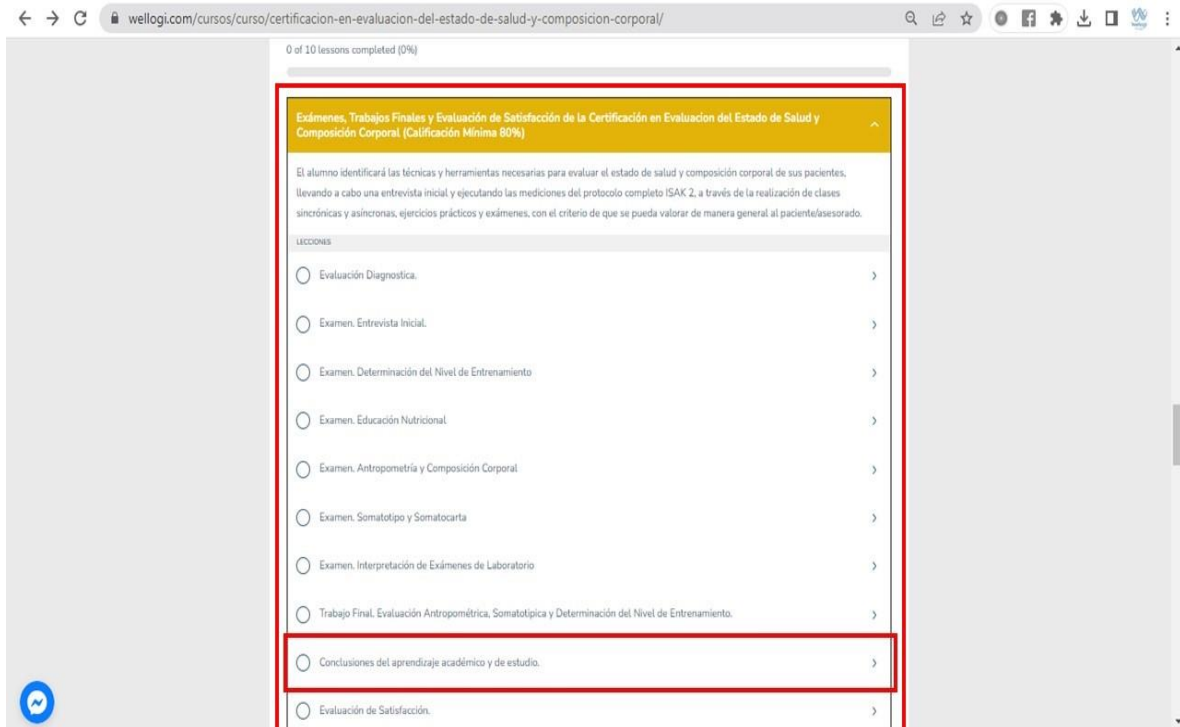 wellogi.com/cursos/curso/certificacion-en-evaluacion-del-estado-de-salud-y-composicion-corporal/
0 of 10 lessons completed (0%)
Exámenes, Trabajos Finales y Evaluación de Satisfacción de la Certificación en Evaluacion del Estado de Salud y
Composición Corporal (Calificación Mínima 80%)
El alumno identificará las técnicas y herramientas necesarias para evaluar el estado de salud y composición corporal de sus pacientes,
llevando a cabo una entrevista inicial y ejecutando las mediciones del protocolo completo ISAK 2, a través de la realización de clases
sincrónicas y asíncronas, ejercicios prácticos y exámenes, con el criterio de que se pueda valorar de manera general al paciente/asesorado.
LECCIONES
Evaluación Diagnostica.
Examen. Entrevista Inicial.
Examen. Determinación del Nivel de Entrenamiento
Examen. Educación Nutricional
Examen. Antropometría y Composición Corporal
Examen. Somatotipo y Somatocarta
Examen. Interpretación de Exámenes de Laboratorio
Trabajo Final. Evaluación Antropométrica, Somatotipica y Determinación del Nivel de Entrenamiento.
Conclusiones del aprendizaje académico y de estudio.
Evaluación de Satisfacción.